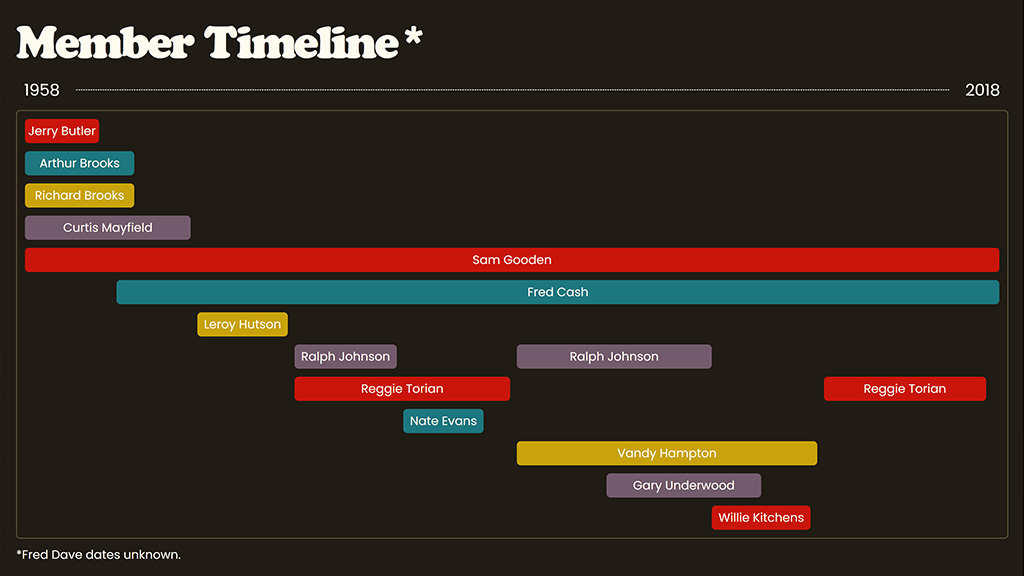 Member Timeline*
1958 2018
Jerry Butler
Arthur Brooks
Richard Brooks
Curtis Mayfield
Sam Gooden
Fred Cash
Leroy Hutson
Ralph Johnson Ralph Johnson
Reggie Torian Reggie Torian
Nate Evans
Vandy Hampton
Gary Underwood
Willie Kitchens
*Fred Dave dates unknown.